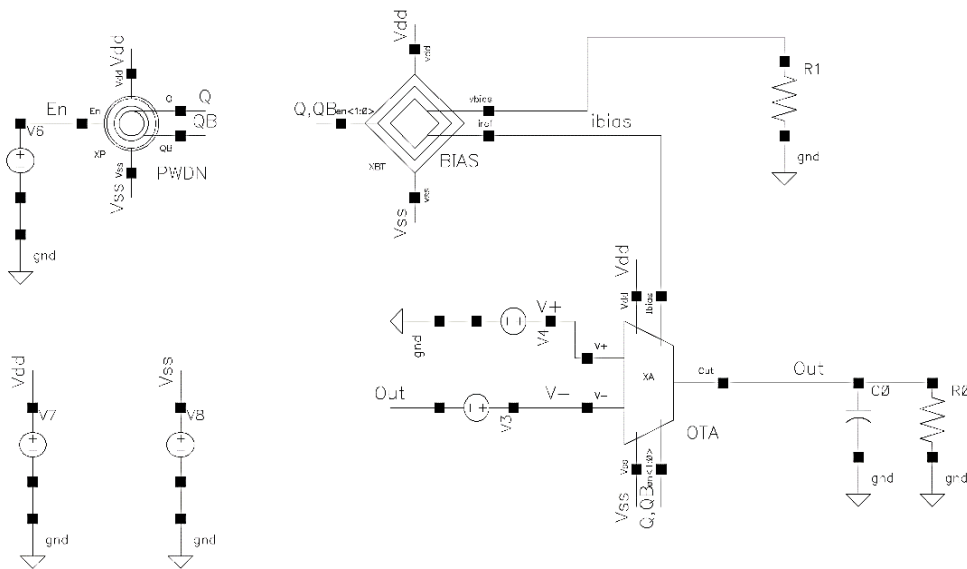 Vdd
vdd
Q
En
En
Q
QB
V6
XP
QB
PWDN
Vss
Vss
gnd
Vdd
vdd
Q,QB
en<1:0>
vbias
iref
ibias
XBT
BIAS
vss
Vss
R1
gnd
Vdd
Vdd
Ibias
V+
V4
gnd
V+
XA
Out
Out
Out
V-
V-
V3
OTA
Vss
en<1:0>
Vss
Q,QB
C0
R0
gnd
gnd
Vdd
V7
gnd
Vss
V8
gnd